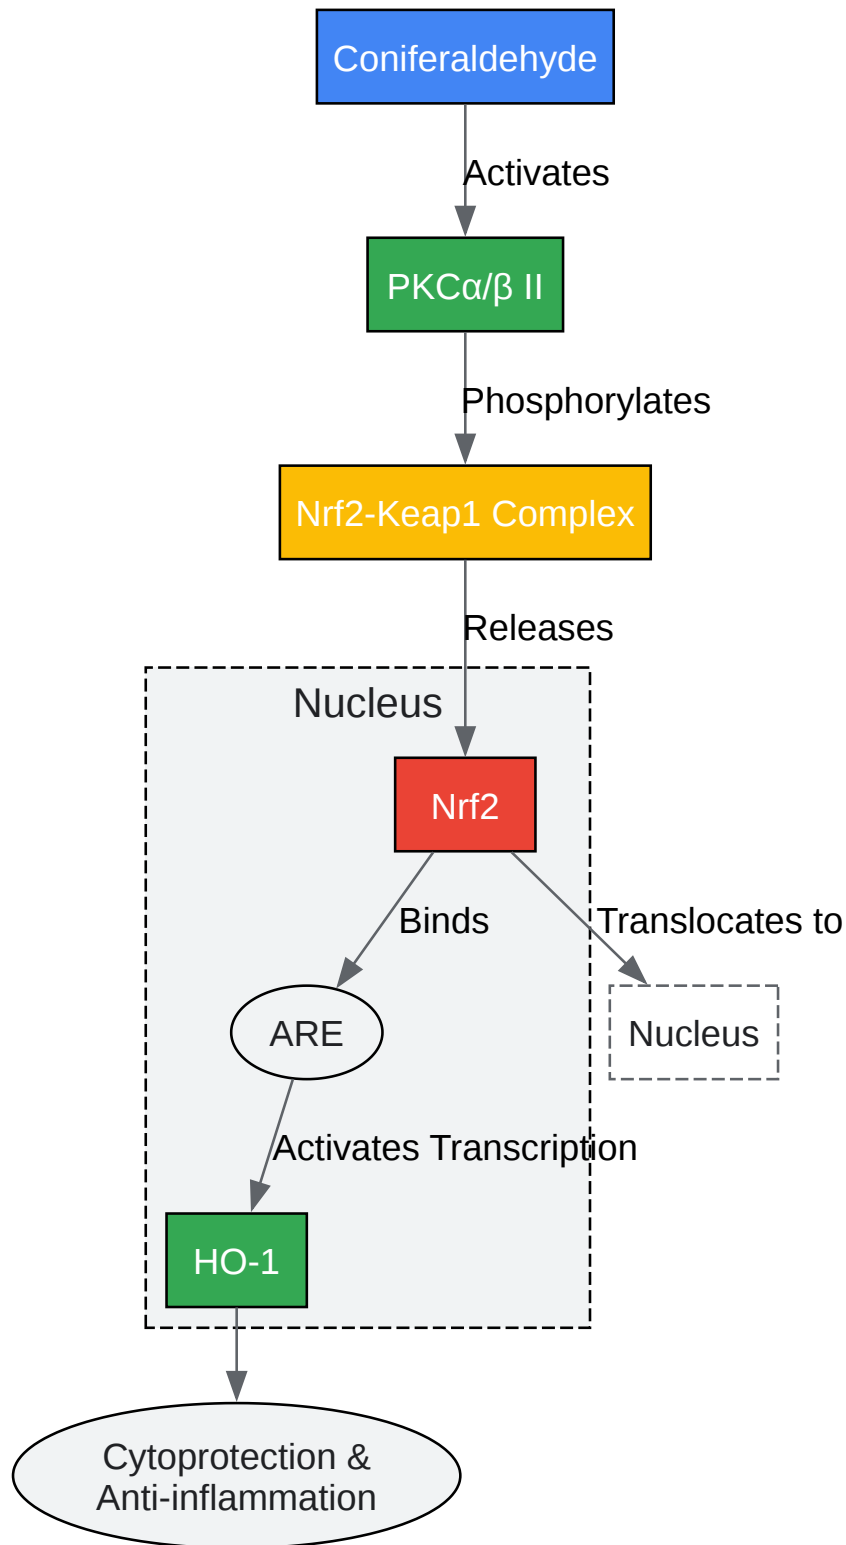 Coniferaldehyde
Activates
PKCα/β II
Phosphorylates
Nrf2-Keap1 Complex
Releases
Nucleus
Nrf2
Binds
Translocates to
ARE
Nucleus
Activates Transcription
HO-1
Cytoprotection &
Anti-inflammation